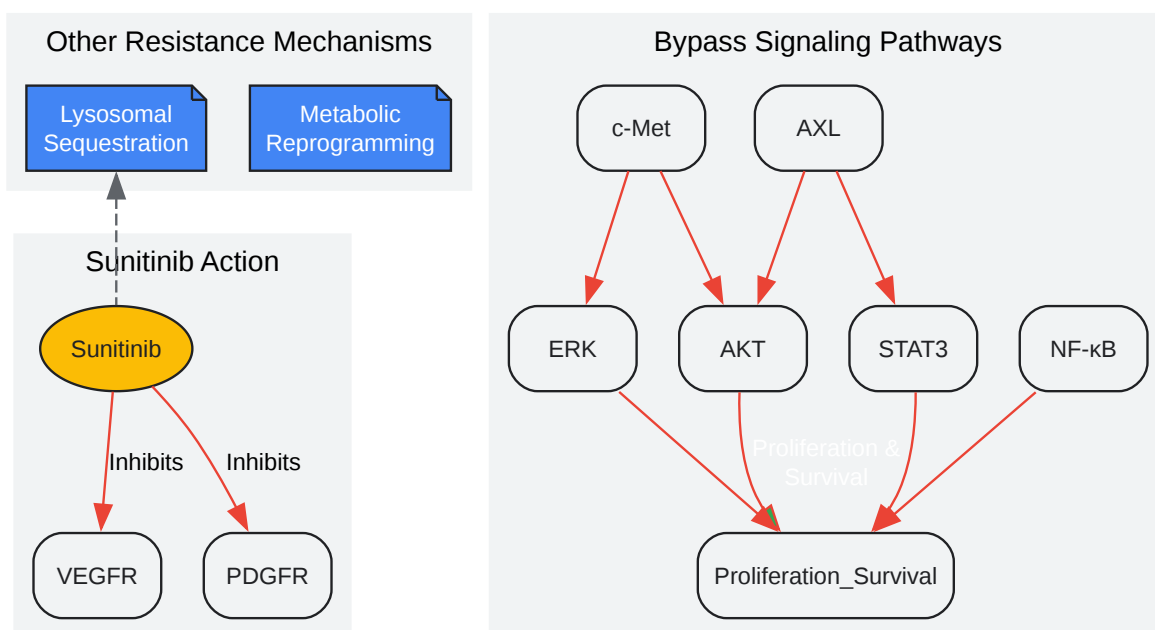 Other Resistance Mechanisms
Lysosomal
Sequestration
Metabolic
Reprogramming
Sunitinib Action
Sunitinib
Inhibits
Inhibits
VEGFR
PDGFR
Bypass Signaling Pathways
c-Met
AXL
ERK
AKT
STAT3
NF-κB
Proliferation &
Survival
Proliferation_Survival